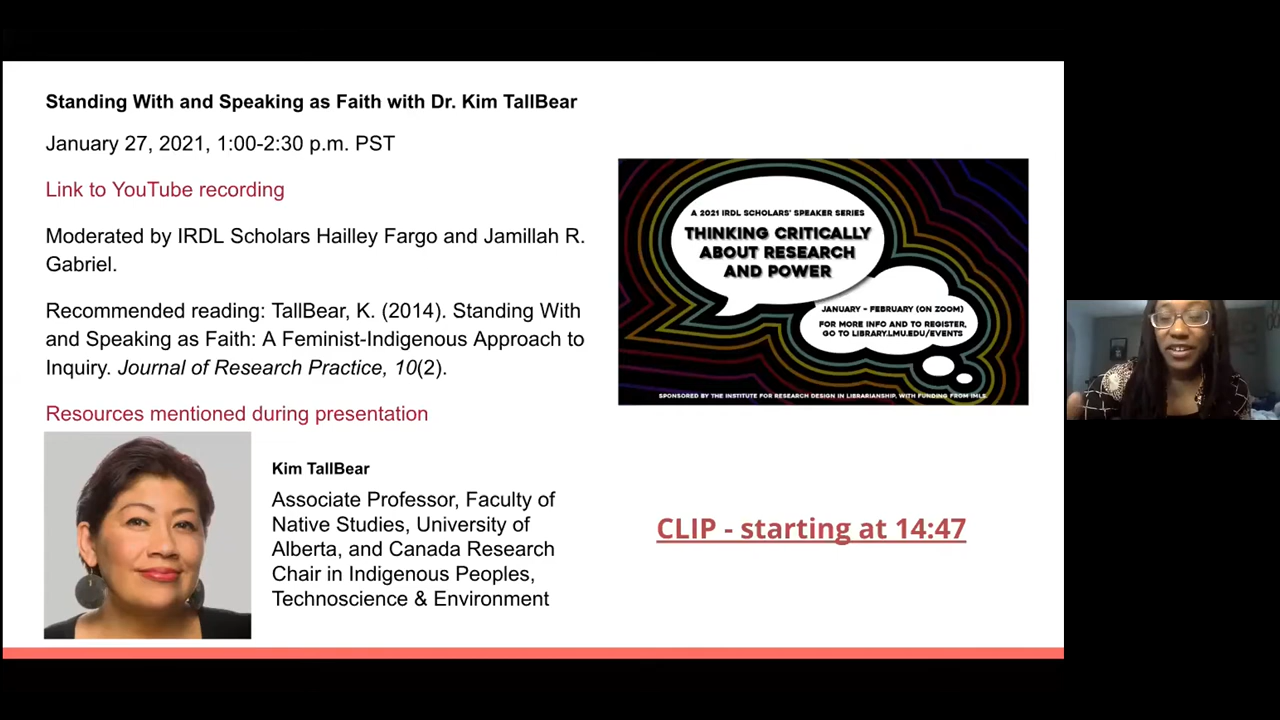 Standing With and Speaking as Faith with Dr. Kim TallBear
January 27, 2021, 1:00-2:30 p.m. PST
Link to YouTube recording
Moderated by IRDL Scholars Hailley Fargo and Jamillah R.
Gabriel.
Recommended reading: TallBear, K. (2014). Standing With
and Speaking as Faith: A Feminist-Indigenous Approach to
Inquiry. Journal of Research Practice, 10(2).
Resources mentioned during presentation
Kim TallBear
Associate Professor, Faculty of
Native Studies, University of
Alberta, and Canada Research
Chair in Indigenous Peoples,
Technoscience & Environment
A 2021 IRDL SCHOLARS' SPEAKER SERIES
THINKING CRITICALLY
ABOUT RESEARCH
AND POWER
JANUARY - FEBRUARY (ON ZOOM)
FOR MORE INFO AND TO REGISTER,
GO TO LIBRARY.LMU.EDU/EVENTS
SPONSORED BY THE INSTITUTE FOR RESEARCH DESIGN IN LIBRARIANSHIP, WITH FUNDING FROM IMLS.
CLIP - starting at 14:47